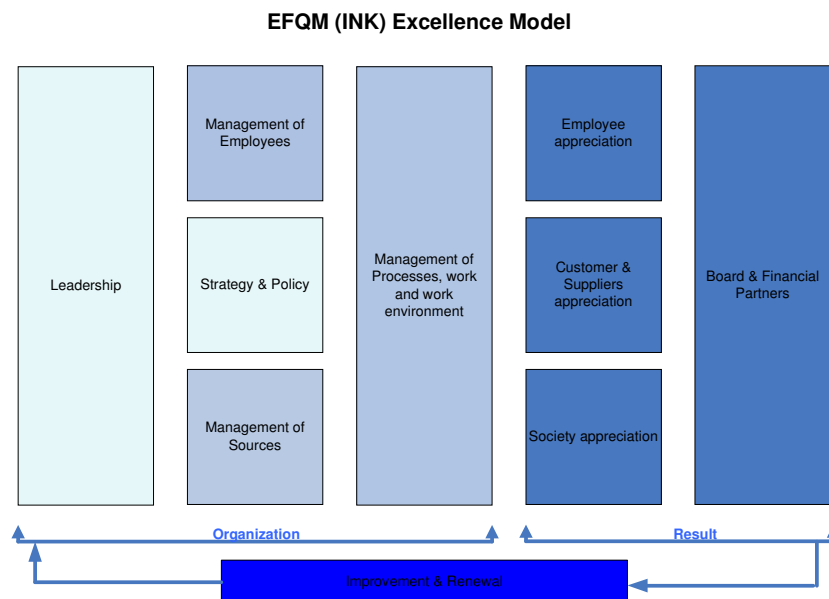 EFQM (INK) Excellence Model
Leadership
Management of
Employees
Strategy & Policy
Management of
Sources
Management of
Processes, work
and work
environment
Employee
appreciation
Customer &
Suppliers
appreciation
Society appreciation
Board & Financial
Partners
Organization
Result
Improvement & Renewal